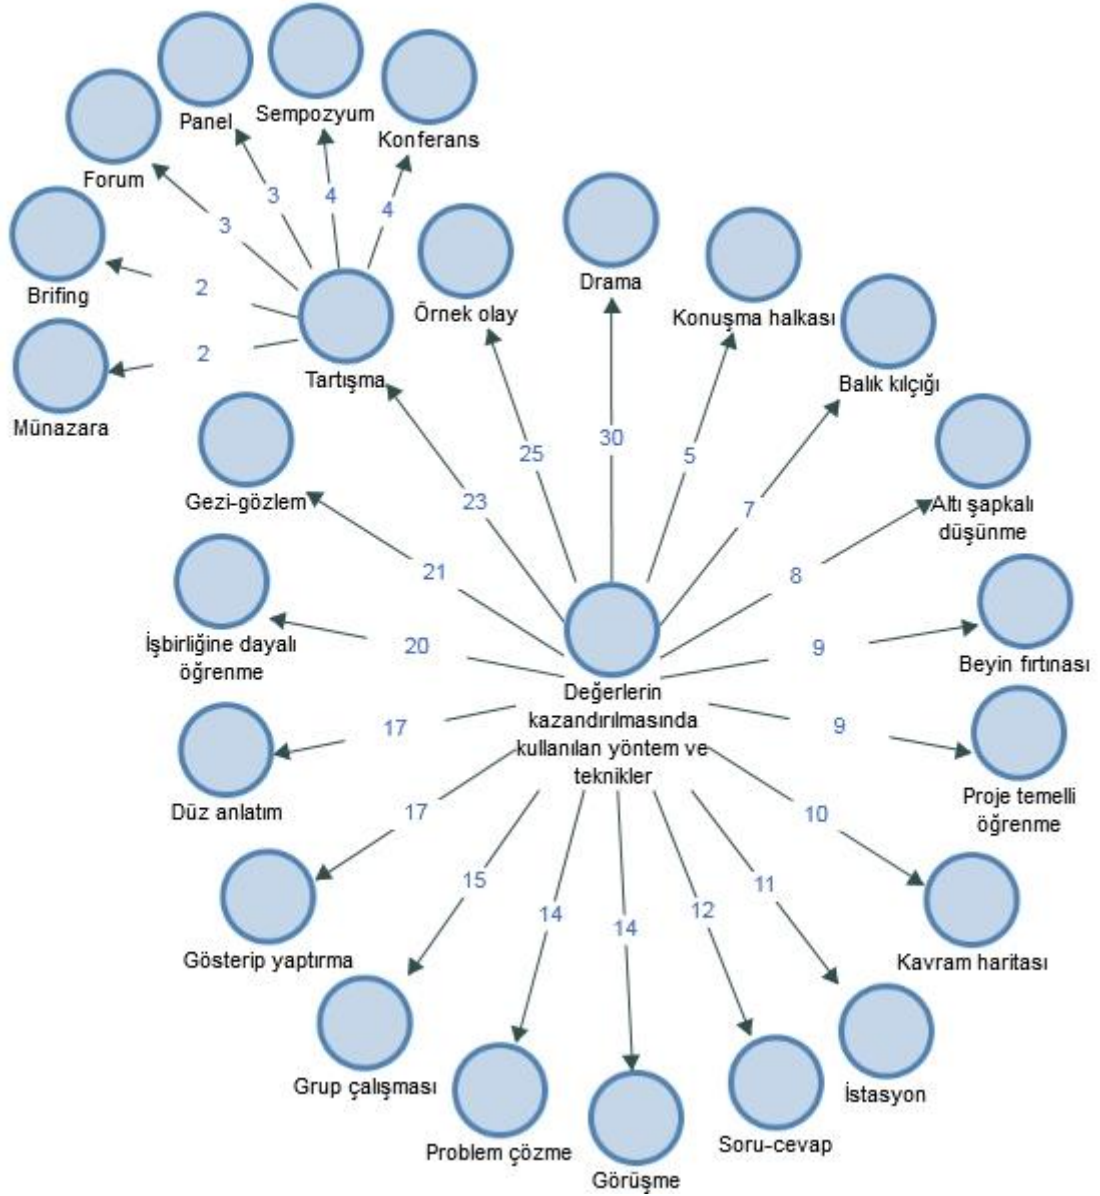 Sempozyum
Panel
Konferans
Forum
4
3
4
3
Brifing
2
2
Tartışma
Münazara
Örnek olay
Drama
Konuşma halkası
Balık kılçığı
Gezi-gözlem
23
25
30
5
7
Altı şapkalı
düşünme
21
8
İşbirliğine dayalı
öğrenme
20
9
Beyin fırtınası
Değerlerin
kazandırılmasında
kullanılan yöntem ve
teknikler
17
9
Düz anlatım
Proje temelli
öğrenme
17
10
Gösterip yaptırma
15
14
14
12
11
Kavram haritası
Grup çalışması
Problem çözme
Görüşme
Soru-cevap
İstasyon